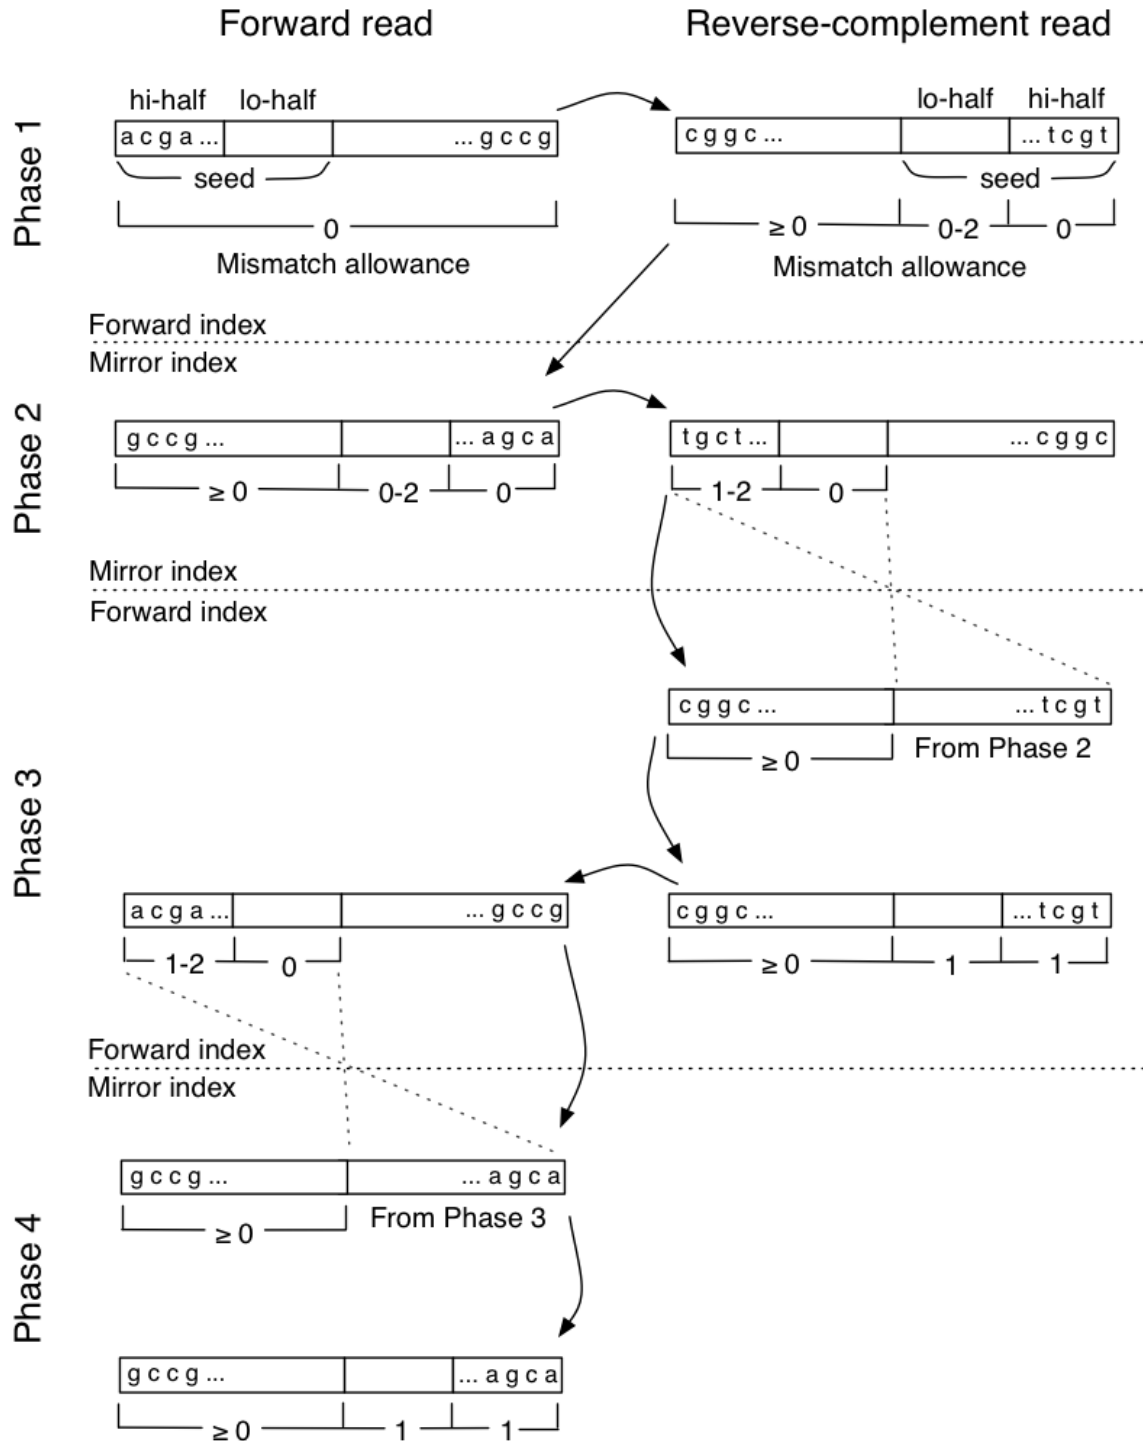 Forward read
Reverse-complement read
Phase 1
hi-half lo-half
a c g a ... ... g c c g
seed
0
Mismatch allowance
lo-half hi-half
c g g c ... ... t c g t
seed
≥ 0 0-2 0
Mismatch allowance
Forward index
Mirror index
Phase 2
g c c g ... ... a g c a
≥ 0 0-2 0
t g c t ... ... c g g c
1-2 0
Mirror index
Forward index
Phase 3
c g g c ... ... t c g t
≥ 0 From Phase 2
c g g c ... ... t c g t
≥ 0 1 1
a c g a ... ... g c c g
1-2 0
Forward index
Mirror index
Phase 4
g c c g ... ... a g c a
≥ 0 From Phase 3
g c c g ... ... a g c a
≥ 0 1 1